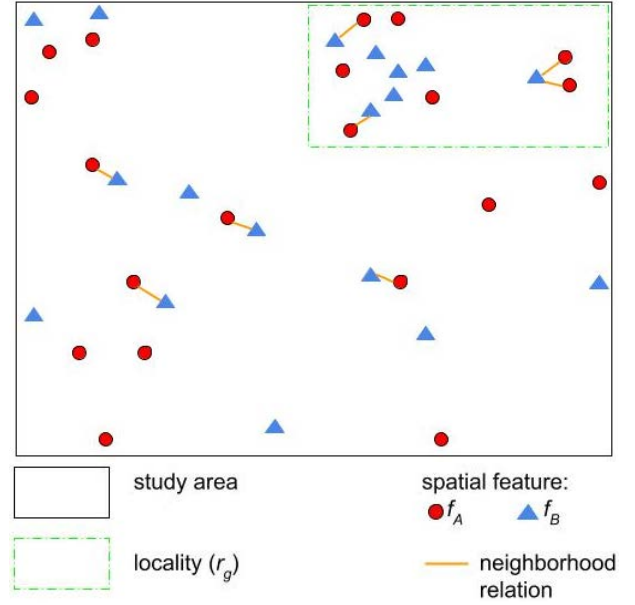 study area
spatial feature:
f_A f_B
locality (r_g)
neighborhood
relation